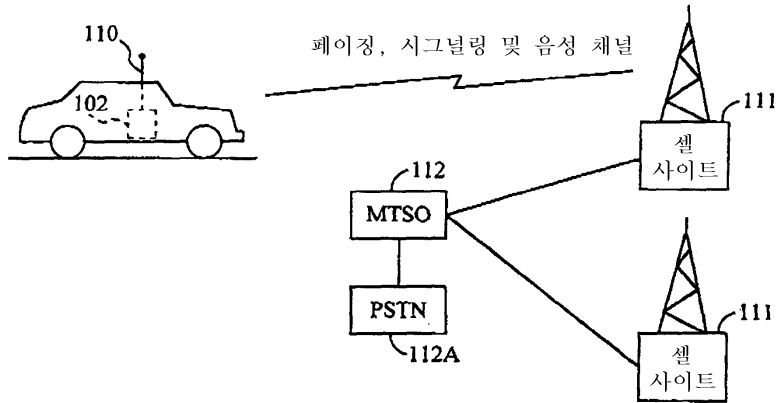 110
페이징, 시그널링 및 음성 채널
102
111
셀
사이트
112
MTSO
PSTN
112A
111
셀
사이트